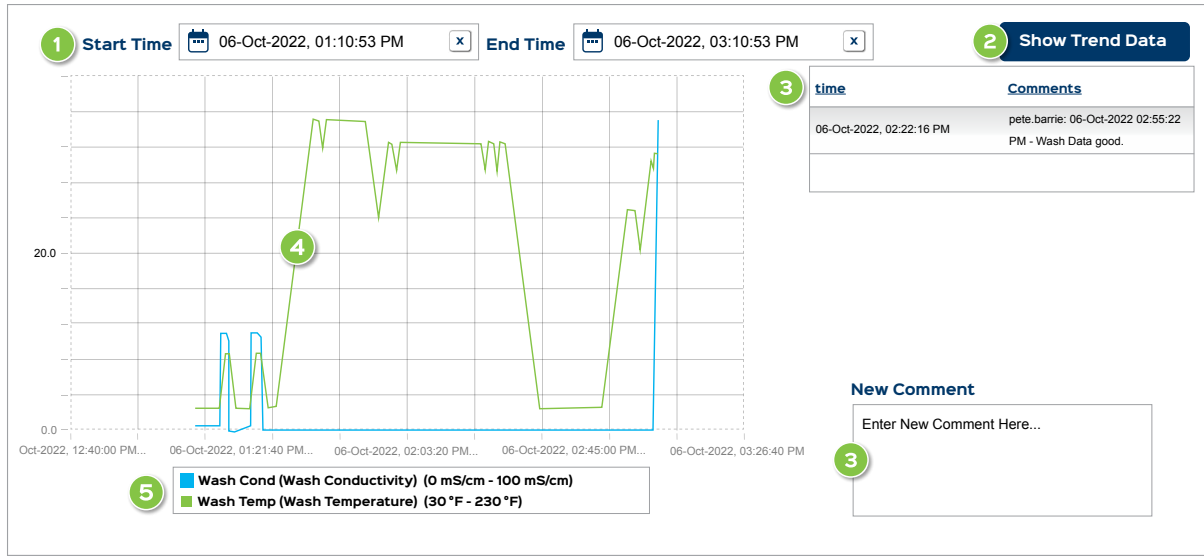 1 Start Time 06-Oct-2022, 01:10:53 PM x End Time 06-Oct-2022, 03:10:53 PM x 2 Show Trend Data
3 time Comments
06-Oct-2022, 02:22:16 PM
pete.barrie: 06-Oct-2022 02:55:22
PM - Wash Data good.
4
20.0
0.0
Oct-2022, 12:40:00 PM... 06-Oct-2022, 01:21:40 PM... 06-Oct-2022, 02:03:20 PM... 06-Oct-2022, 02:45:00 PM... 06-Oct-2022, 03:26:40 PM
5
Wash Cond (Wash Conductivity) (0 mS/cm - 100 mS/cm)
Wash Temp (Wash Temperature) (30°F - 230°F)
New Comment
Enter New Comment Here...
3